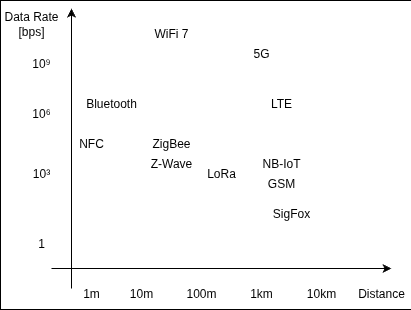 Data Rate
[bps]
WiFi 7
5G
10⁹
Bluetooth
LTE
10⁶
NFC
ZigBee
Z-Wave
NB-IoT
10³
LoRa
GSM
SigFox
1
1m 10m 100m 1km 10km Distance